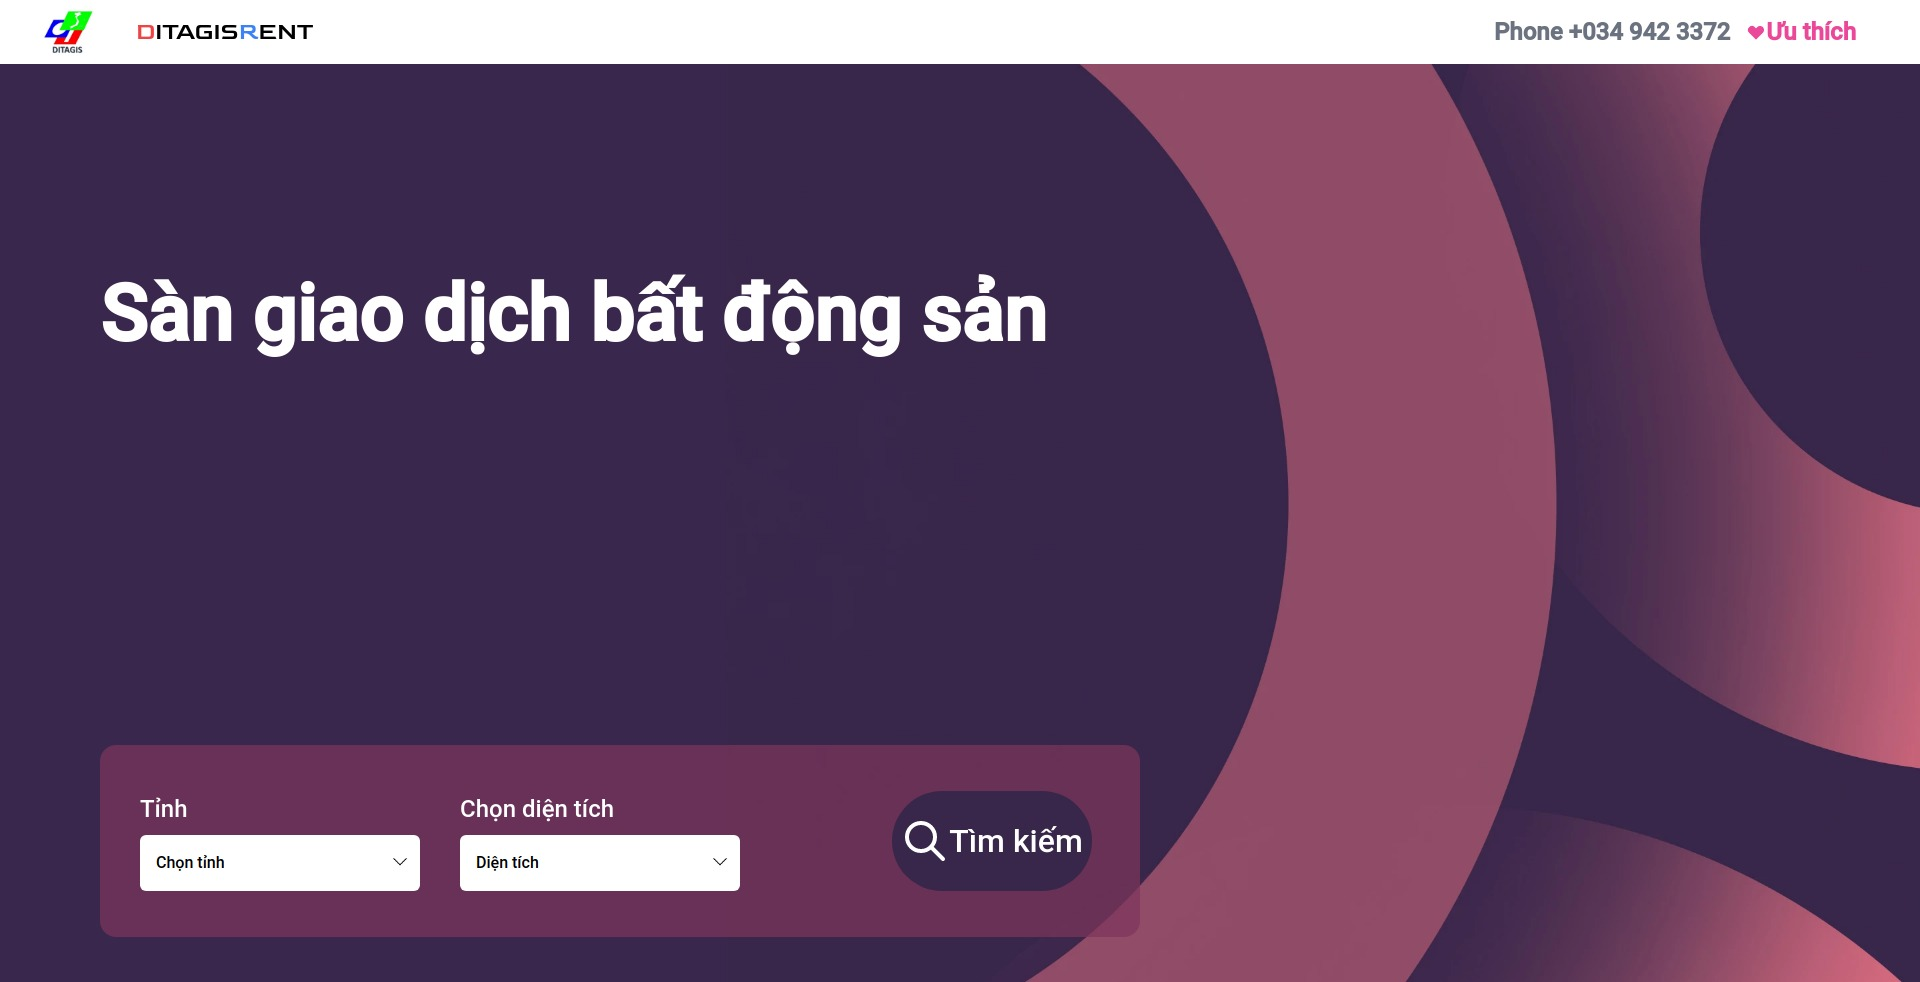 DITAGIS
DITAGISRENT
Phone +034 942 3372
Ưu thích
Sàn giao dịch bất động sản
Tỉnh
Chọn diện tích
Chọn tỉnh
Diện tích
Tìm kiếm